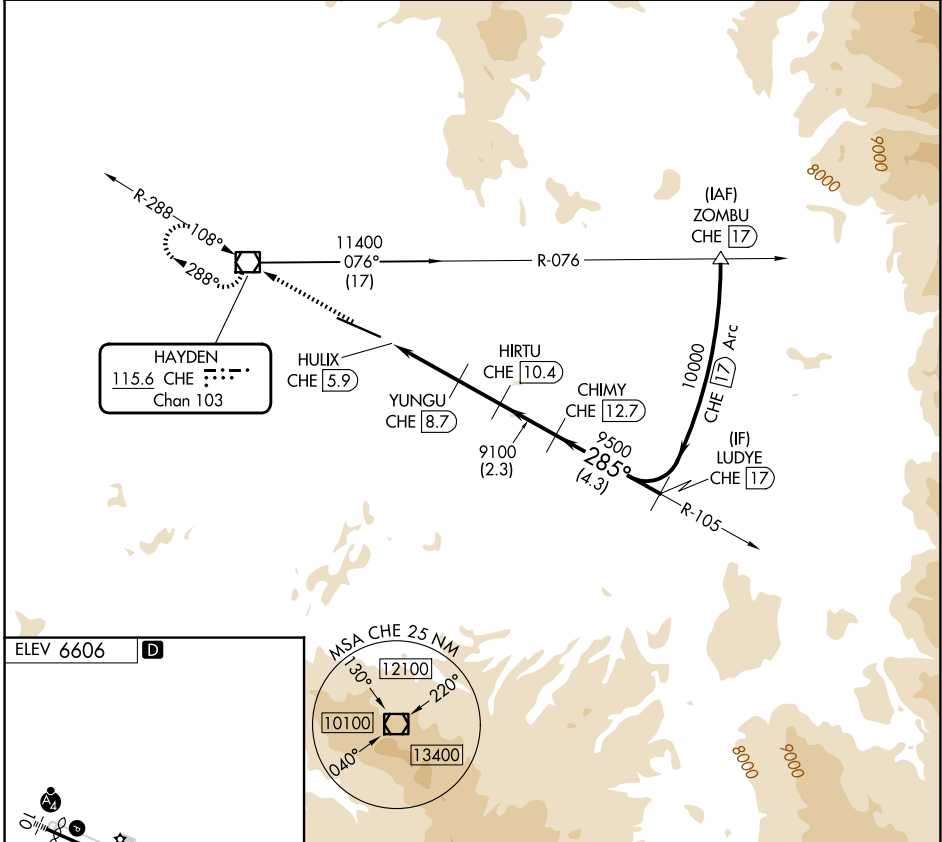 9000
8000
(IAF)
ZOMBU
CHE 17
R-288
108°
288°
11400
076°
(17)
R-076
HAYDEN
115.6 CHE
Chan 103
HULIX
CHE 5.9
YUNGU
CHE 8.7
HIRTU
CHE 10.4
CHIMY
CHE 12.7
10000
CHE 17 Arc
9100
(2.3)
9500
285°
(4.3)
(IF)
LUDYE
CHE 17
R-105
ELEV 6606 D
MSA CHE 25 NM
130°
12100
220°
10100
040°
13400
8000
9000
A4
P
10